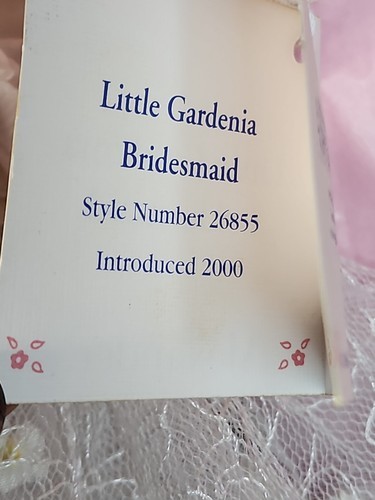 Little Gardenia
Bridesmaid
Style Number 26855
Introduced 2000